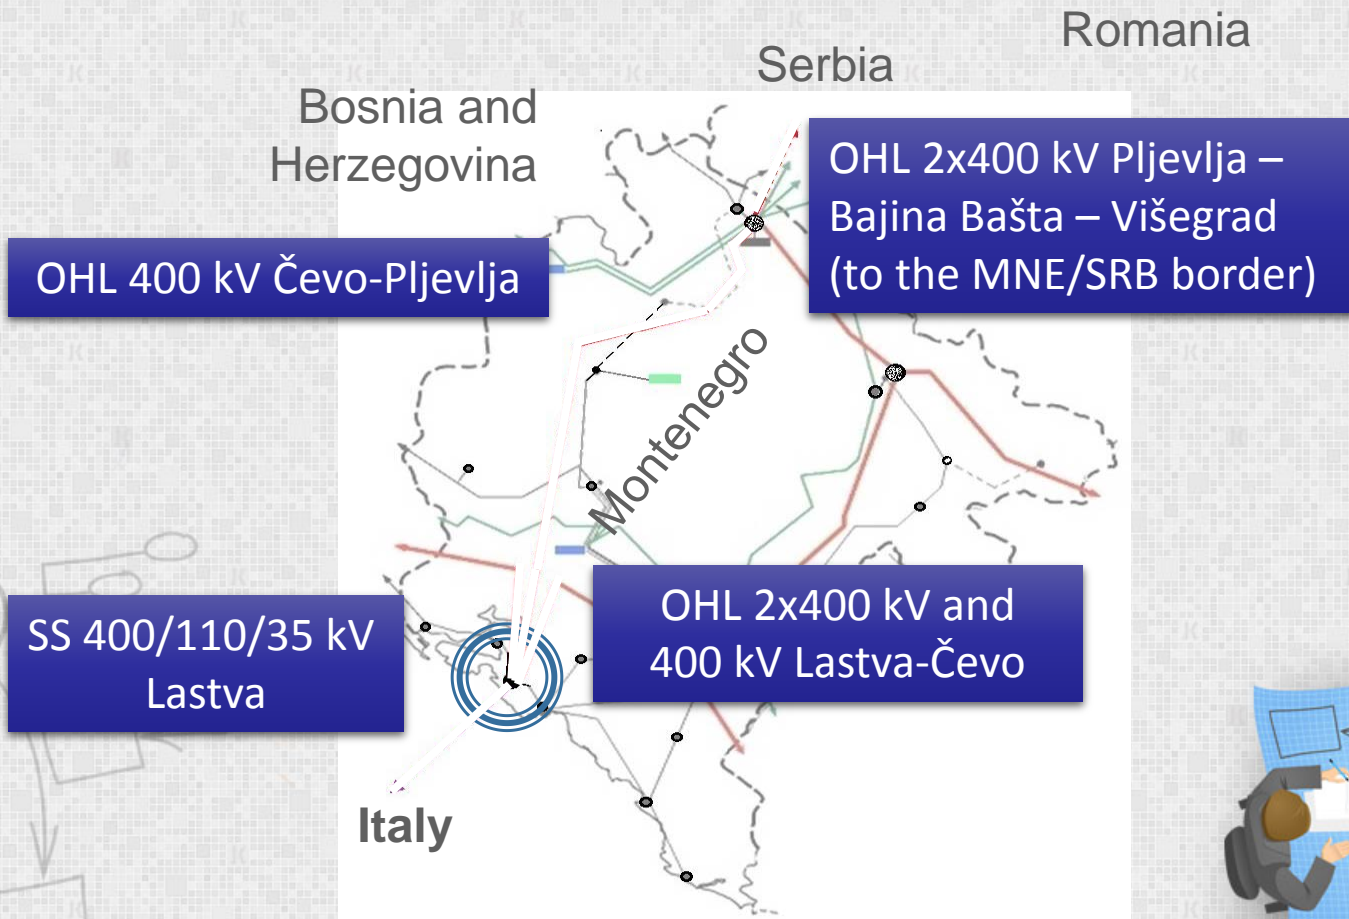 Romania
Serbia
Bosnia and
Herzegovina
OHL 2x400 kV Pljevlja –
Bajina Bašta – Višegrad
(to the MNE/SRB border)
OHL 400 kV Čevo-Pljevlja
Montenegro
OHL 2x400 kV and
400 kV Lastva-Čevo
SS 400/110/35 kV
Lastva
Italy